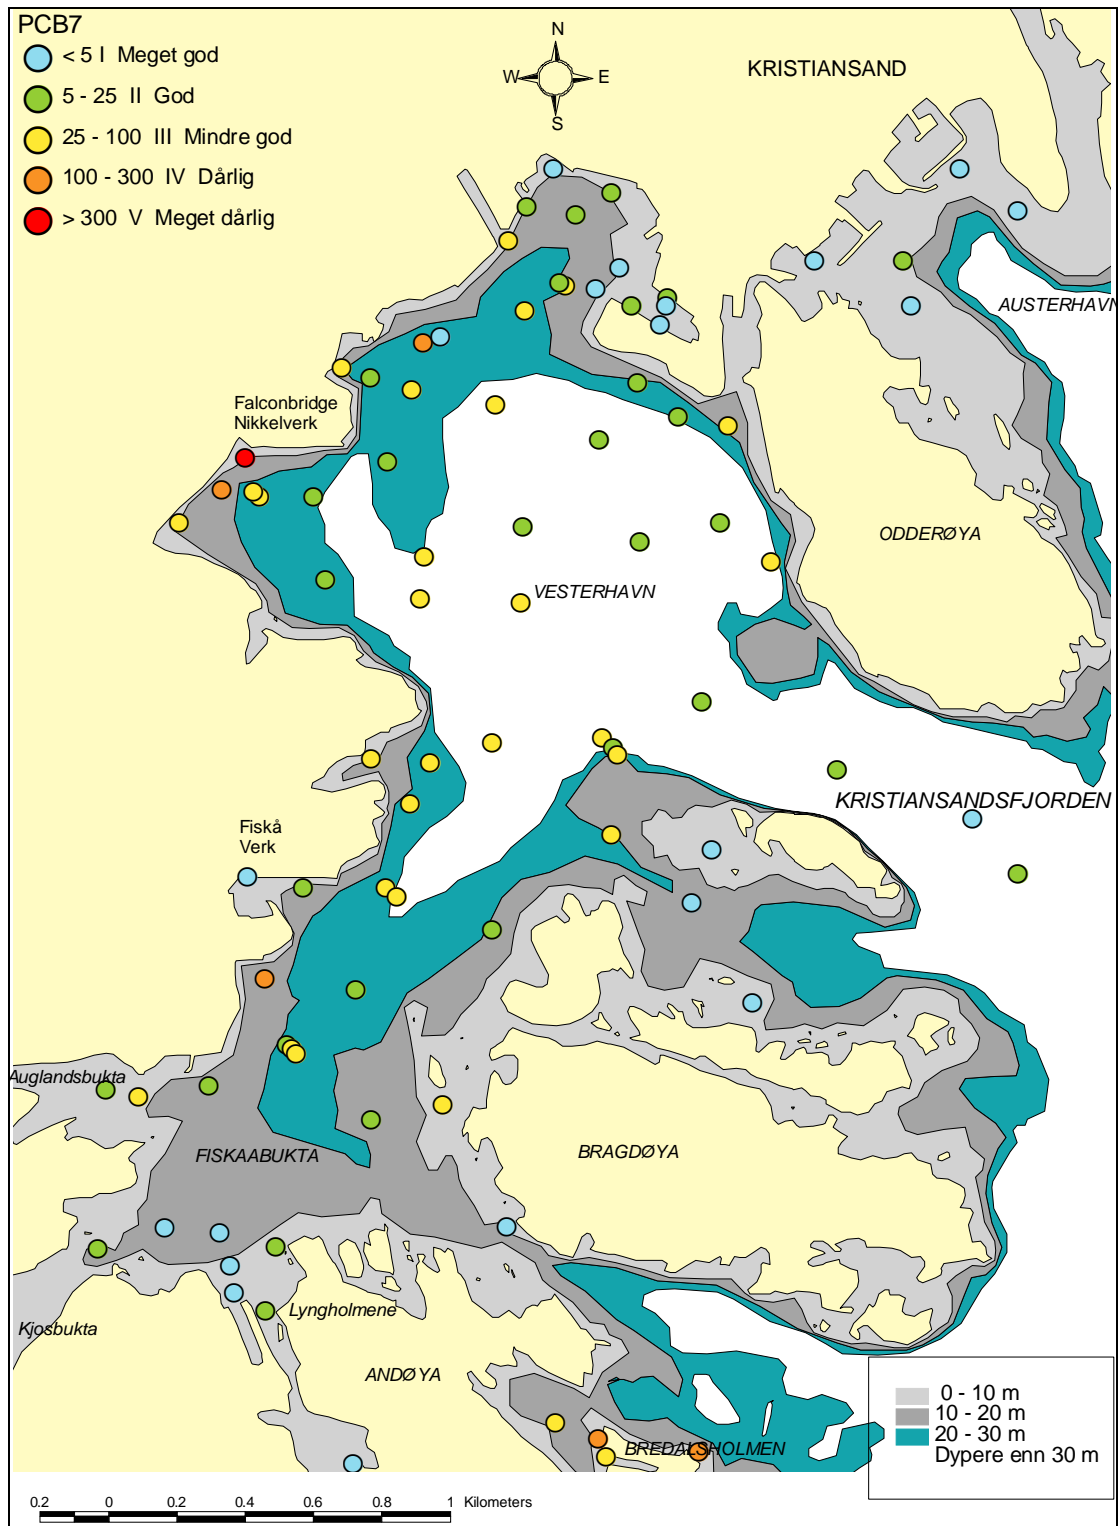 PCB7
< 5 I Meget god
5 - 25 II God
25 - 100 III Mindre god
100 - 300 IV Dårlig
> 300 V Meget dårlig
N
W E
S
KRISTIANSAND
AUSTERHAVN
Falconbridge
Nikkelverk
ODDERØYA
VESTERHAVN
KRISTIANSANDSFJORDEN
Fiskå
Verk
Auglandsbukta
FISKAABUKTA
BRAGDØYA
Lyngholmene
Kjosbukta
ANDØYA
BREDALSHOLMEN
0 - 10 m
10 - 20 m
20 - 30 m
Dypere enn 30 m
0.2 0 0.2 0.4 0.6 0.8 1 Kilometers